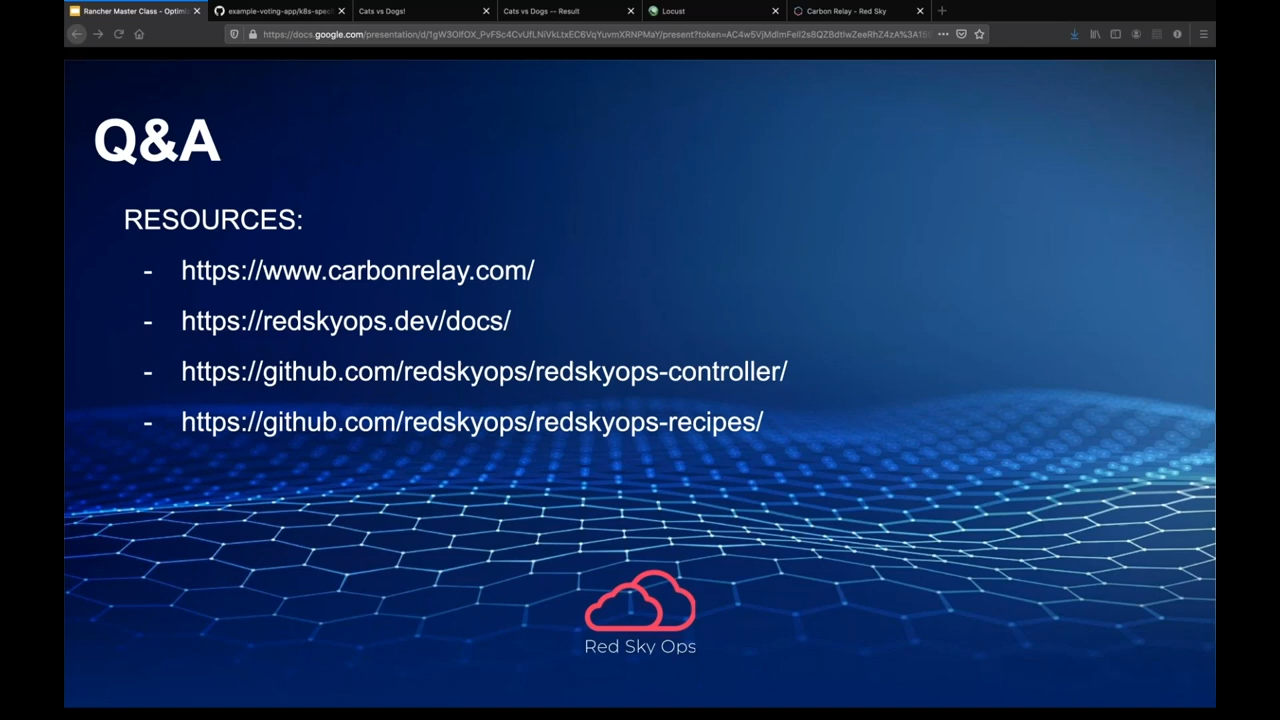 Rancher Master Class - Optimi
example-voting-app/k8s-speci
Cats vs Dogs!
Cats vs Dogs -- Result
Locust
Carbon Relay - Red Sky
Q&A
RESOURCES:
- https://www.carbonrelay.com/
- https://redskyops.dev/docs/
- https://github.com/redskyops/redskyops-controller/
- https://github.com/redskyops/redskyops-recipes/
Red Sky Ops